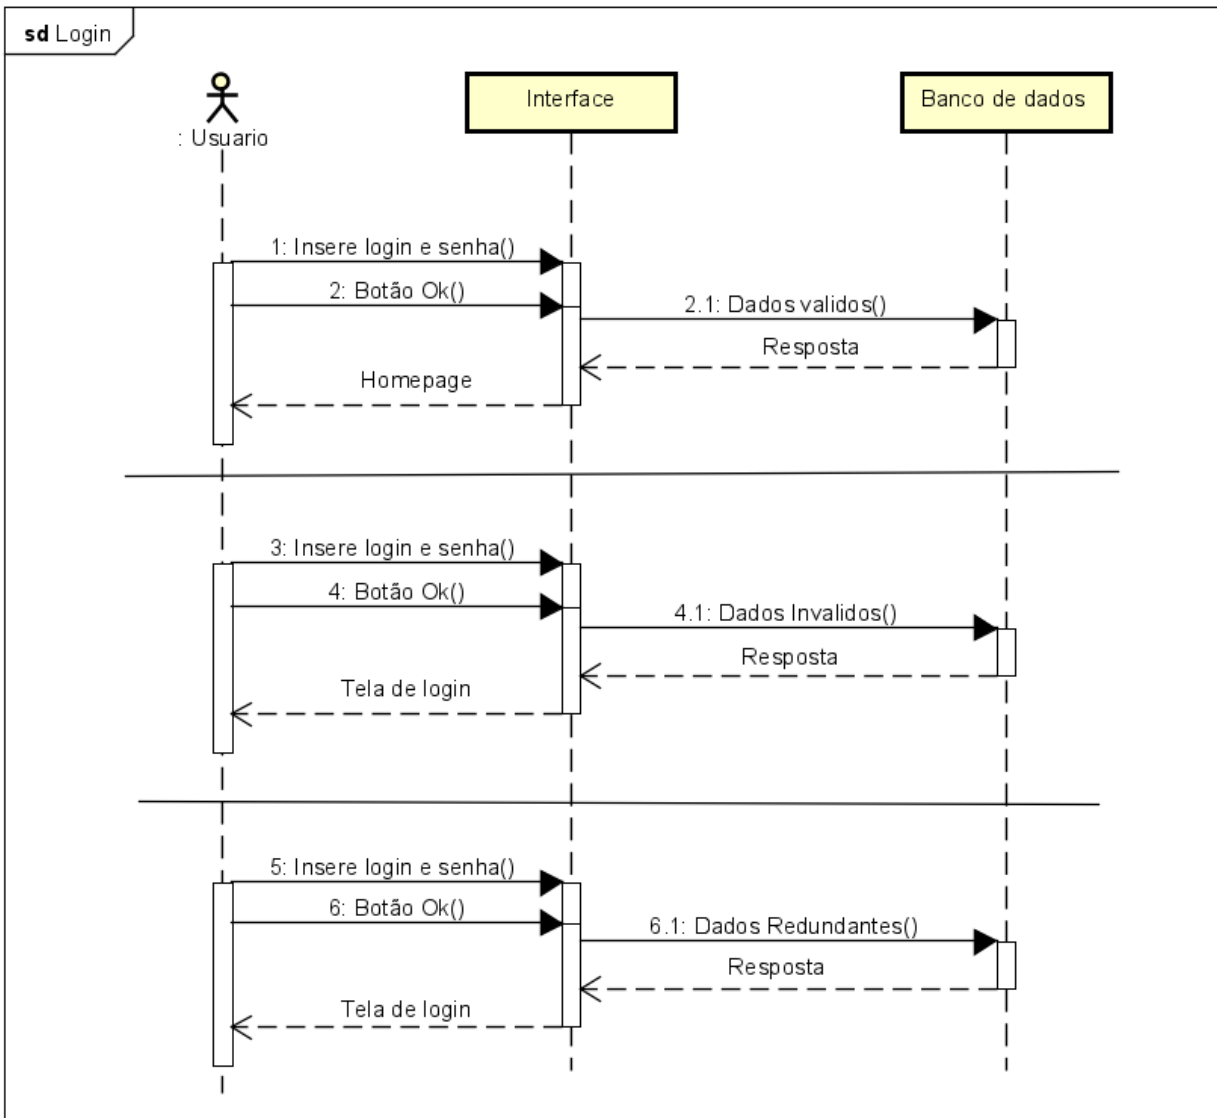 sd Login
: Usuario
Interface
Banco de dados
1: Insere login e senha()
2: Botão Ok()
2.1: Dados validos()
Resposta
Homepage
3: Insere login e senha()
4: Botão Ok()
4.1: Dados Invalidos()
Resposta
Tela de login
5: Insere login e senha()
6: Botão Ok()
6.1: Dados Redundantes()
Resposta
Tela de login